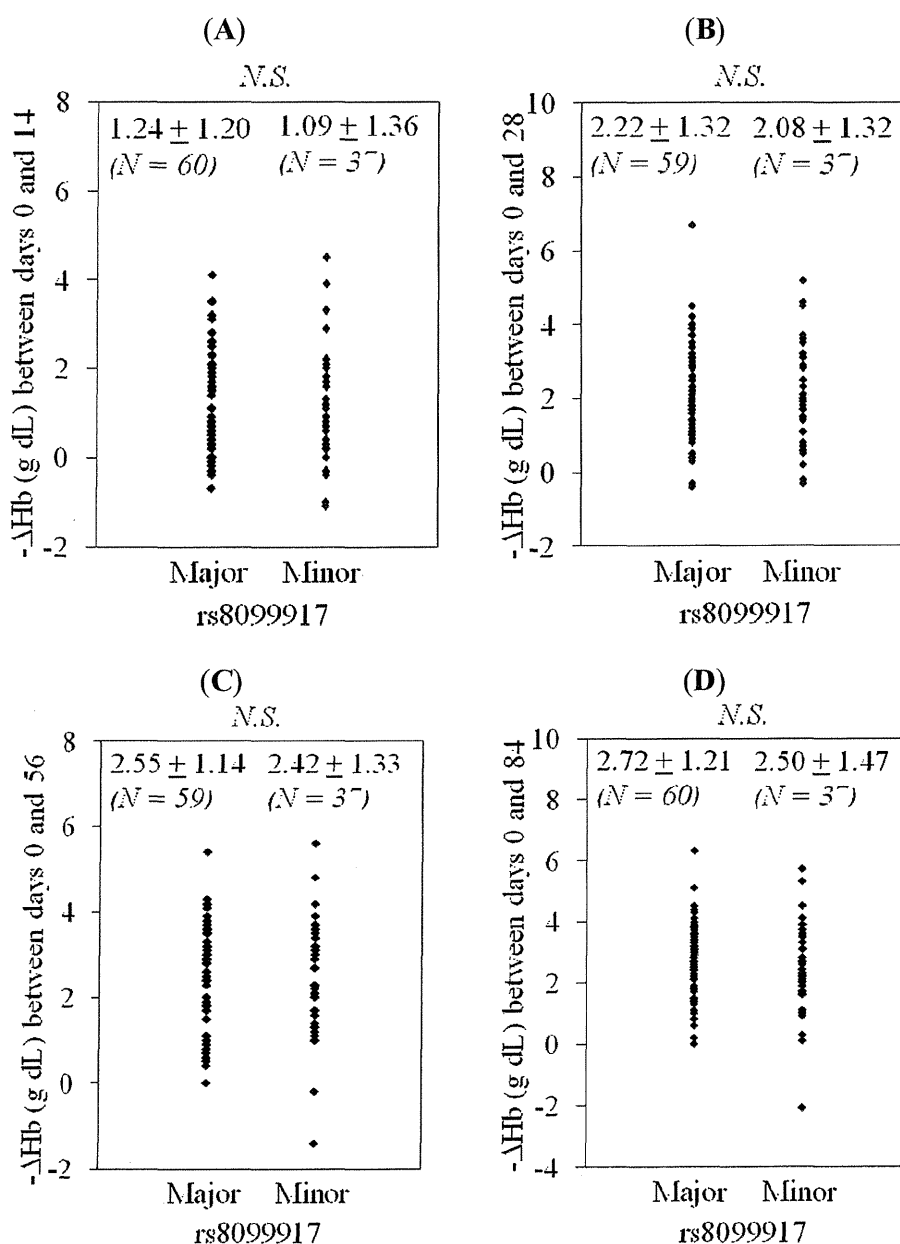 (A)
N.S.
1.24 ± 1.20 1.09 ± 1.36
(N = 60) (N = 37)
-ΔHb (g dL) between days 0 and 14
8
6
4
2
0
-2
Major Minor
rs8099917
(B)
N.S.
2.22 ± 1.32 2.08 ± 1.32
(N = 59) (N = 37)
-ΔHb (g dL) between days 0 and 28
10
8
6
4
2
0
-2
Major Minor
rs8099917
(C)
N.S.
2.55 ± 1.14 2.42 ± 1.33
(N = 59) (N = 37)
-ΔHb (g dL) between days 0 and 56
8
6
4
2
0
-2
Major Minor
rs8099917
(D)
N.S.
2.72 ± 1.21 2.50 ± 1.47
(N = 60) (N = 37)
-ΔHb (g dL) between days 0 and 84
10
8
6
4
2
0
-2
-4
Major Minor
rs8099917